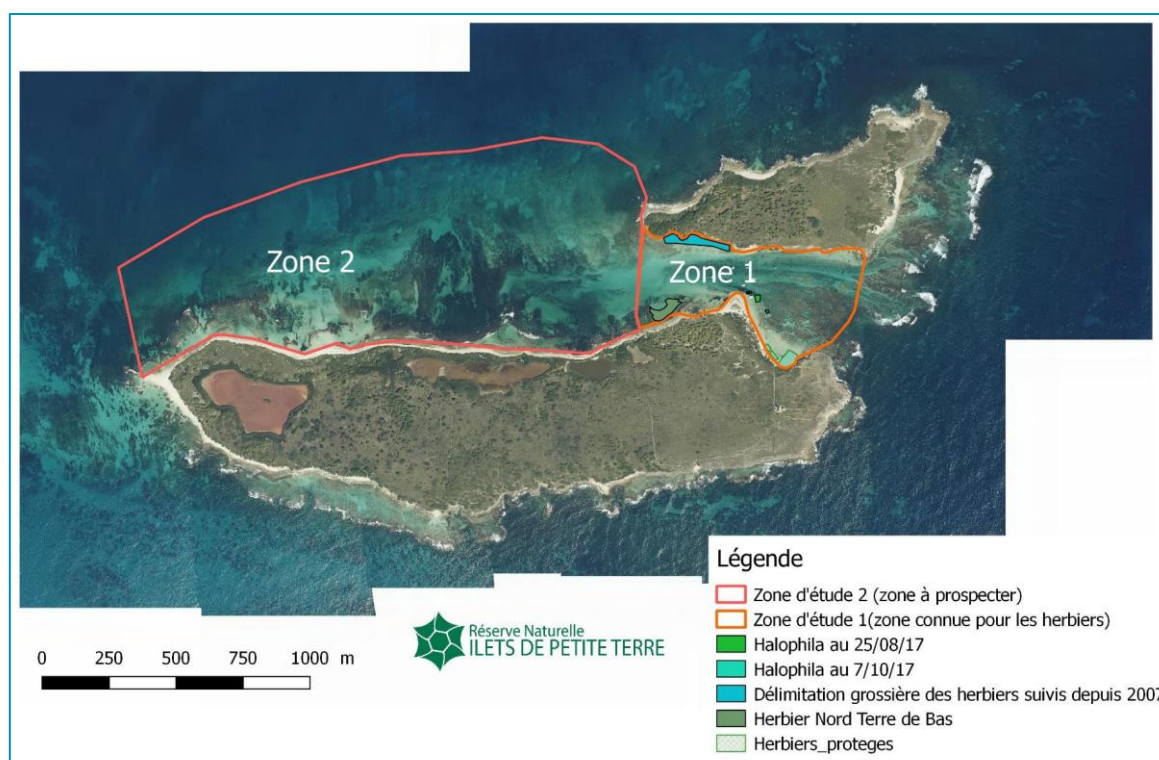 Zone 2
Zone 1
Légende
Zone d'étude 2 (zone à prospecter)
Zone d'étude 1(zone connue pour les herbiers)
Halophila au 25/08/17
Halophila au 7/10/17
Délimitation grossière des herbiers suivis depuis 2007
Herbier Nord Terre de Bas
Herbiers_proteges
Réserve Naturelle
ILETS DE PETITE TERRE
0 250 500 750 1000 m